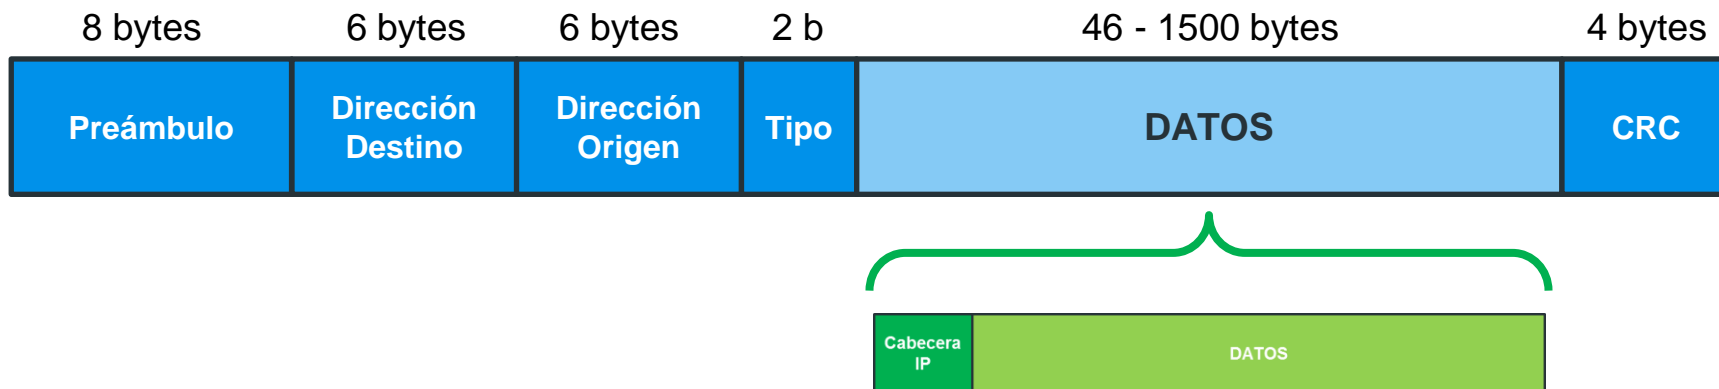 8 bytes 6 bytes 6 bytes 2 b 46 - 1500 bytes 4 bytes
Preámbulo
Dirección
Destino
Dirección
Origen
Tipo
DATOS
CRC
Cabecera
IP
DATOS